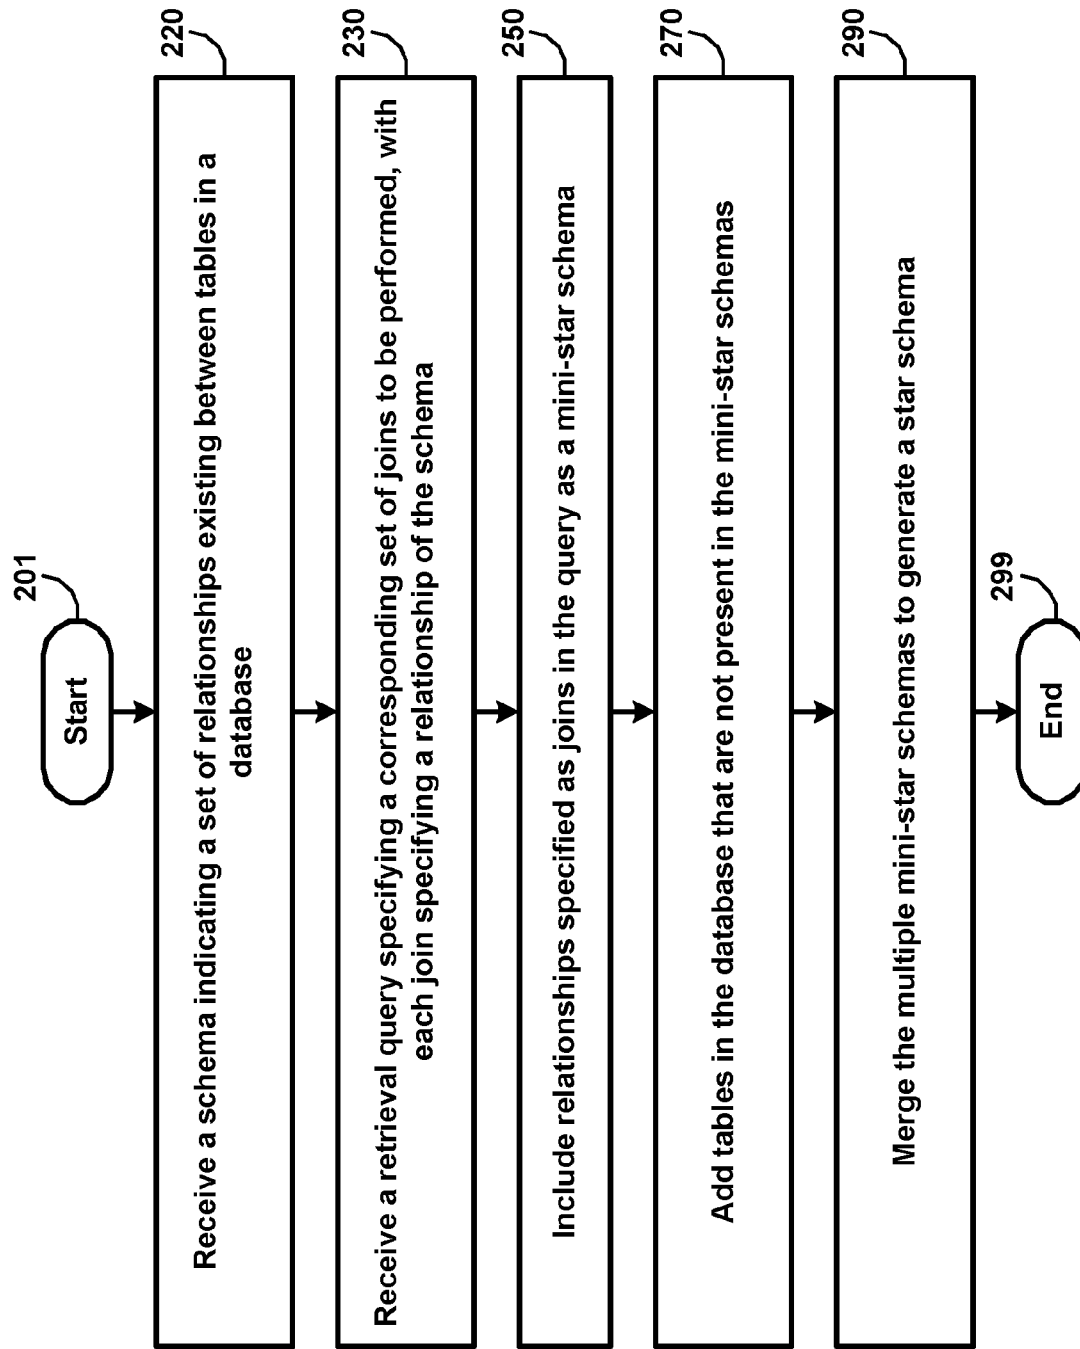 201
Start
220
Receive a schema indicating a set of relationships existing between tables in a
database
230
Receive a retrieval query specifying a corresponding set of joins to be performed, with
each join specifying a relationship of the schema
250
Include relationships specified as joins in the query as a mini-star schema
270
Add tables in the database that are not present in the mini-star schemas
290
Merge the multiple mini-star schemas to generate a star schema
299
End